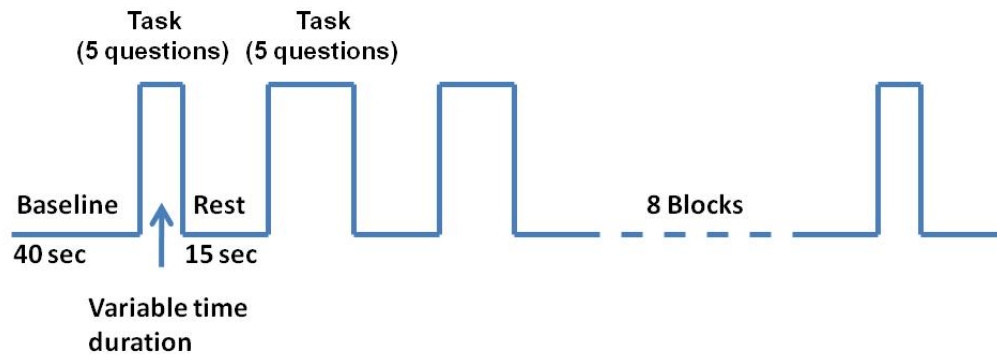 Task
(5 questions)
Task
(5 questions)
Baseline
Rest
8 Blocks
40 sec
15 sec
Variable time
duration